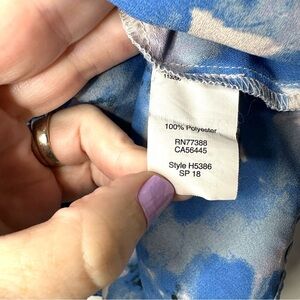 100% Polyester
RN77388
CA56445
Style H5386
SP 18